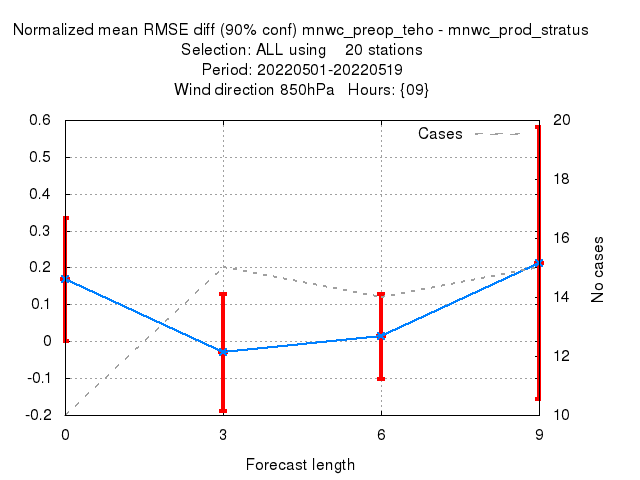 Normalized mean RMSE diff (90% conf) mnwc_preop_teho - mnwc_prod_stratus
Selection: ALL using    20 stations
Period: 20220501-20220519
Wind direction 850hPa   Hours: {09}
Cases
0.6
0.5
0.4
0.3
0.2
0.1
0
-0.1
-0.2
20
18
16
14
12
10
No cases
0 3 6 9
Forecast length